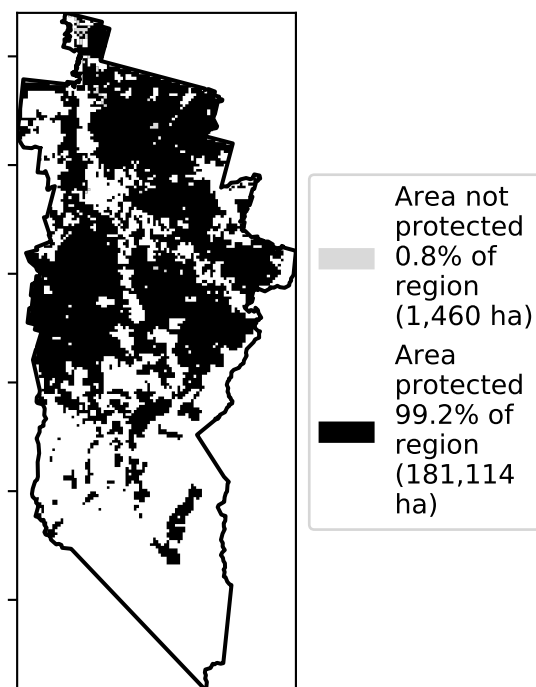 Area not
protected
0.8% of
region
(1,460 ha)
Area
protected
99.2% of
region
(181,114
ha)